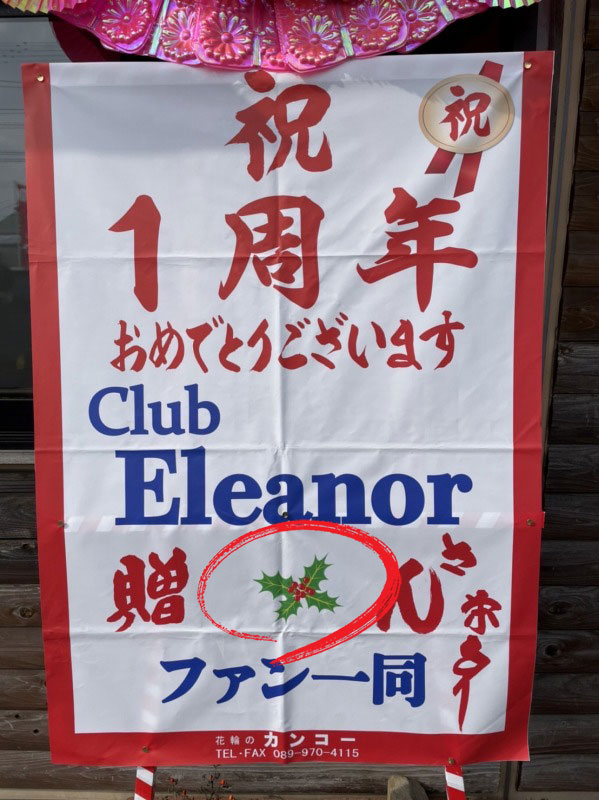 祝
祝
1周年
おめでとうございます
Club
Eleanor
贈
ファン一同
花輪の カンコー
TEL・FAX 089-970-4115